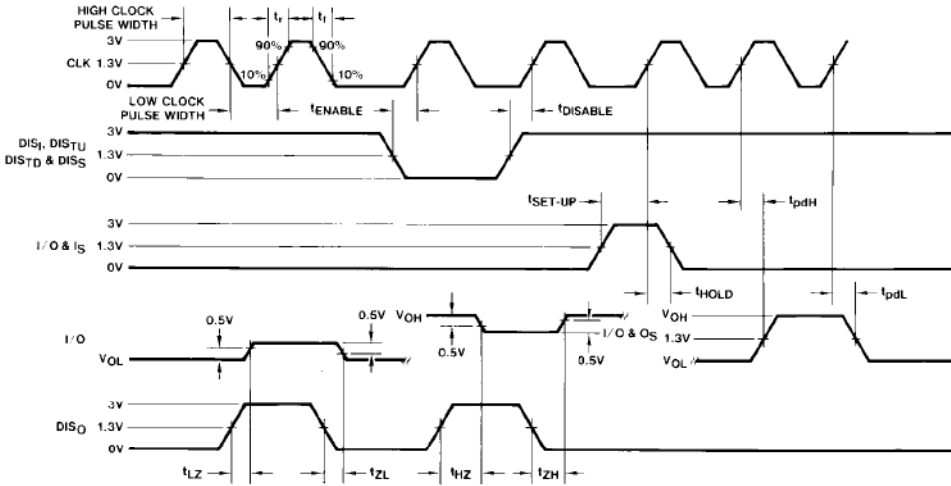 HIGH CLOCK
PULSE WIDTH
tr
tf
3V
90%
90%
CLK 1.3V
10%
10%
0V
LOW CLOCK
PULSE WIDTH
tENABLE
tDISABLE
3V
DISI, DISTU
DISTD & DISS
1.3V
0V
tSET-UP
tpdH
3V
I/O & IS 1.3V
0V
tHOLD
tpdL
0.5V
0.5V
VOH
VOH
I/O
I/O & OS
1.3V
VOL
0.5V
0.5V
VOL
3V
DISO 1.3V
0V
tLZ
tZL
tHZ
tZH